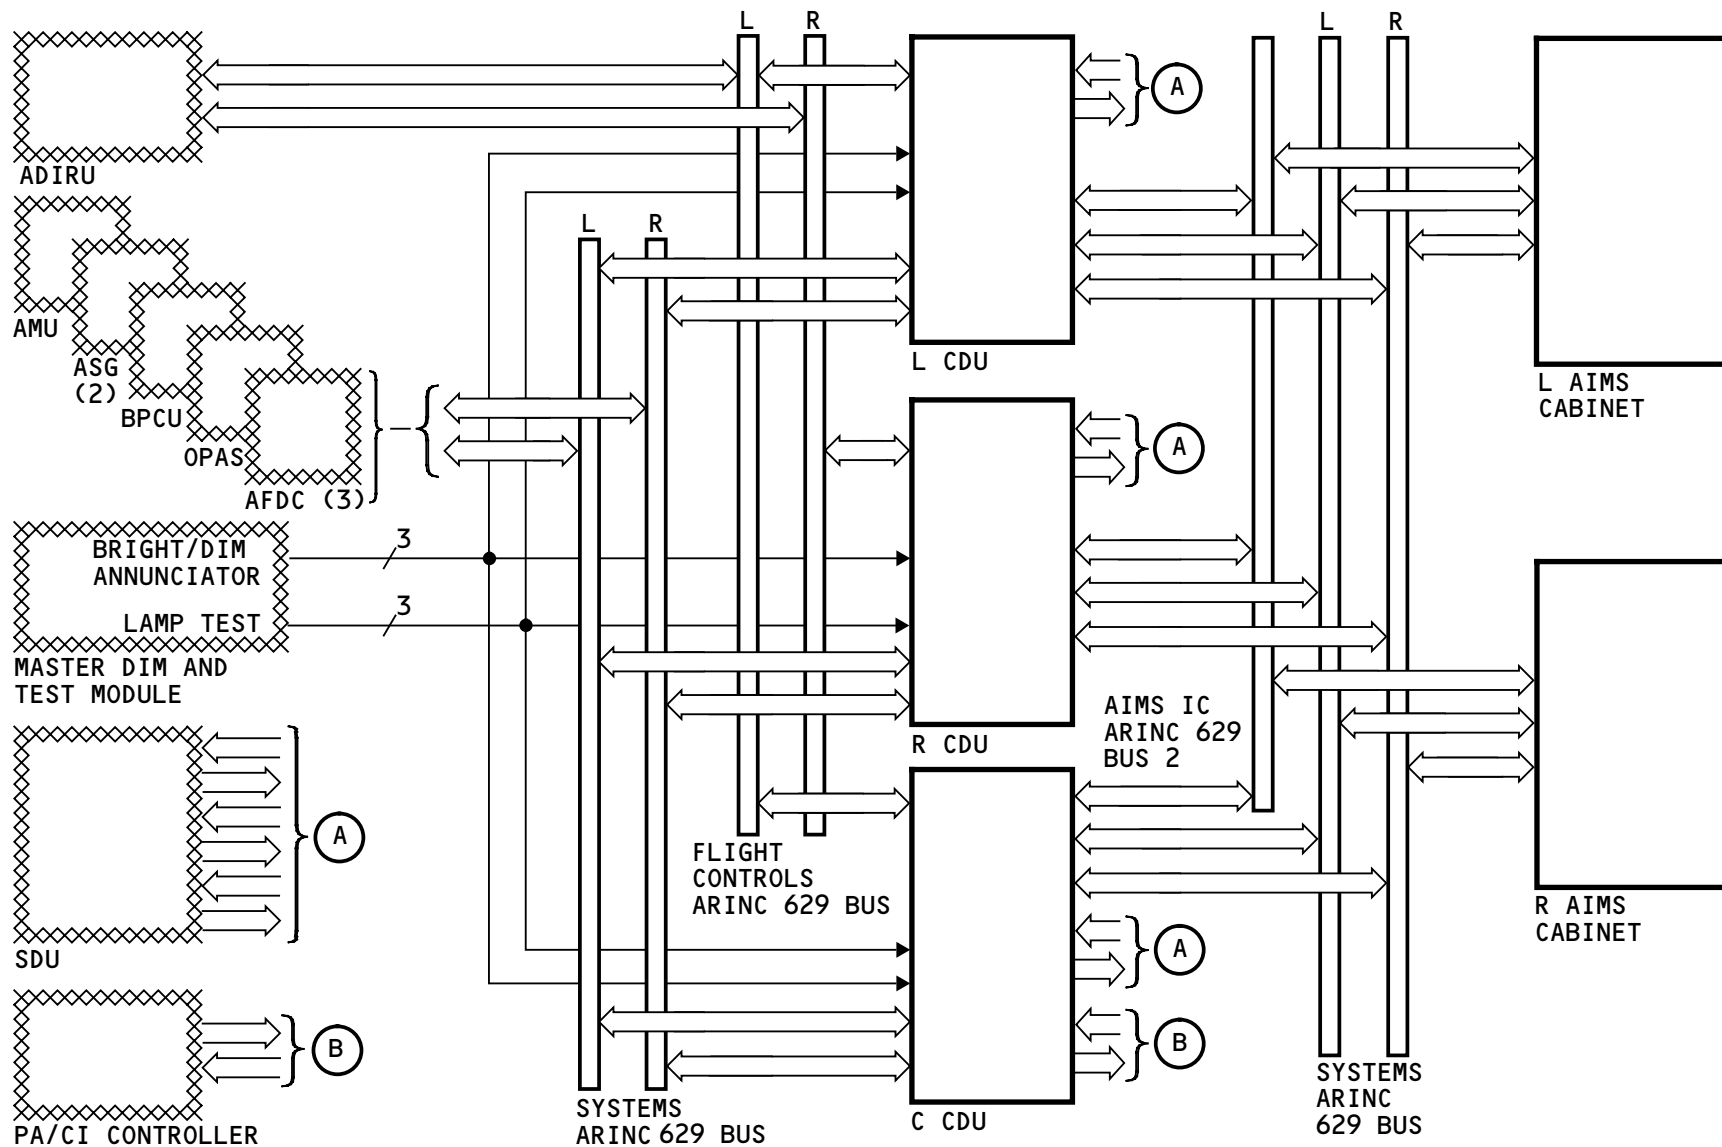 L
R
L
R
A
ADIRU
L
R
AMU
ASG
(2)
BPCU
OPAS
AFDC (3)
L CDU
L AIMS
CABINET
A
BRIGHT/DIM
ANNUNCIATOR
3
LAMP TEST
3
MASTER DIM AND
TEST MODULE
R CDU
AIMS IC
ARINC 629
BUS 2
A
SDU
FLIGHT
CONTROLS
ARINC 629 BUS
R AIMS
CABINET
A
B
B
PA/CI CONTROLLER
SYSTEMS
ARINC 629 BUS
C CDU
SYSTEMS
ARINC
629 BUS